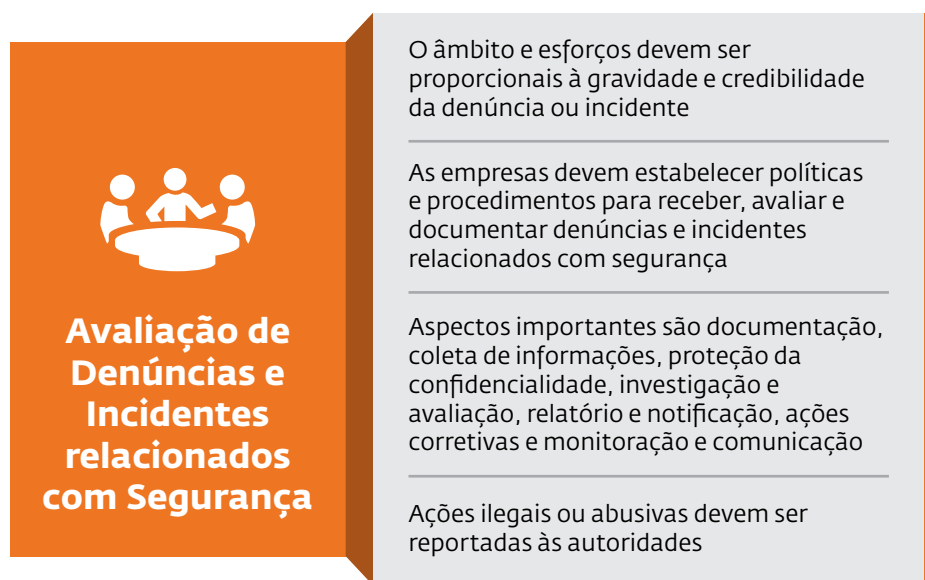 Avaliação de
Denúncias e
Incidentes
relacionados
com Segurança
O âmbito e esforços devem ser
proporcionais à gravidade e credibilidade
da denúncia ou incidente
As empresas devem estabelecer políticas
e procedimentos para receber, avaliar e
documentar denúncias e incidentes
relacionados com segurança
Aspectos importantes são documentação,
coleta de informações, proteção da
confidencialidade, investigação e
avaliação, relatório e notificação, ações
corretivas e monitoração e comunicação
Ações ilegais ou abusivas devem ser
reportadas às autoridades